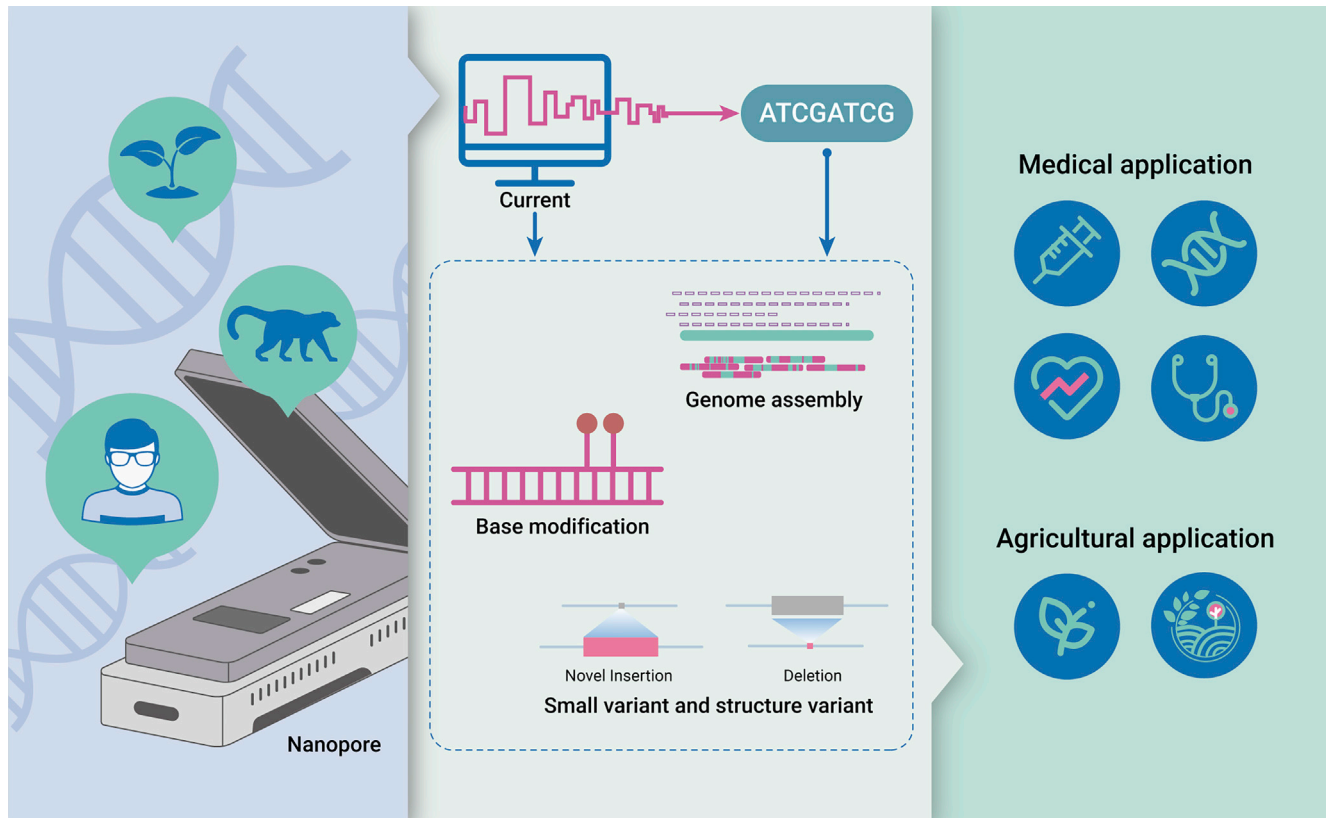 Nanopore
Current
ATCGATCG
Genome assembly
Base modification
Novel Insertion
Deletion
Small variant and structure variant
Medical application
Agricultural application